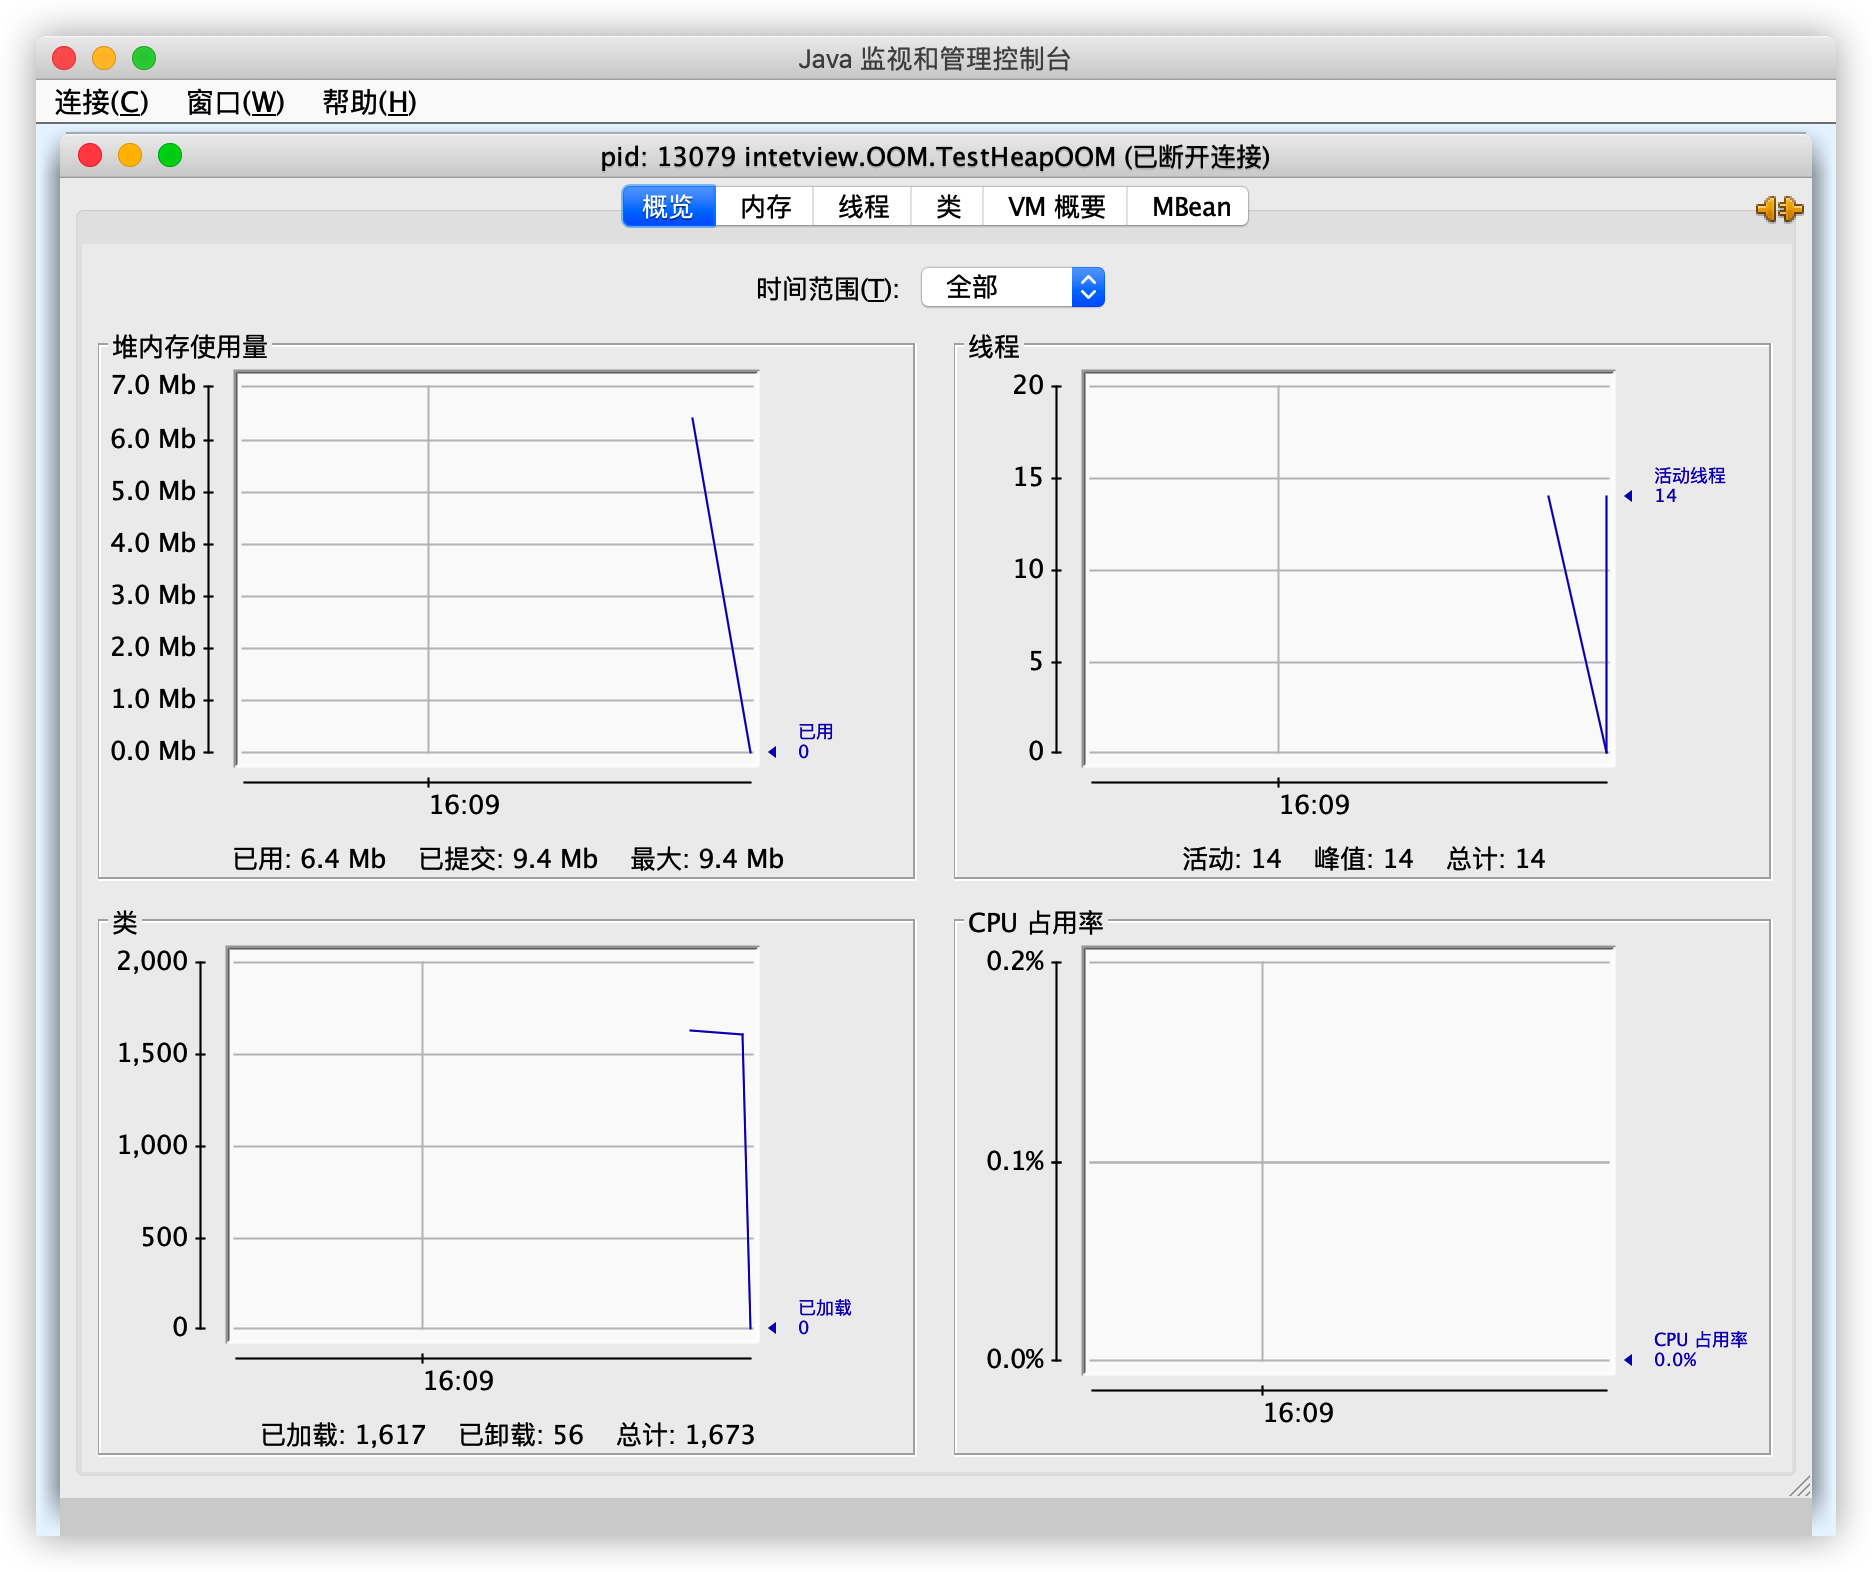 Java 监视和管理控制台
连接(C) 窗口(W) 帮助(H)
pid: 13079 intetview.OOM.TestHeapOOM (已断开连接)
概览 内存 线程 类 VM 概要 MBean
时间范围(T): 全部
堆内存使用量
7.0 Mb
6.0 Mb
5.0 Mb
4.0 Mb
3.0 Mb
2.0 Mb
1.0 Mb
0.0 Mb
已用
0
16:09
已用: 6.4 Mb 已提交: 9.4 Mb 最大: 9.4 Mb
线程
20
15
10
5
0
活动线程
14
16:09
活动: 14 峰值: 14 总计: 14
类
2,000
1,500
1,000
500
0
已加载
0
16:09
已加载: 1,617 已卸载: 56 总计: 1,673
CPU 占用率
0.2%
0.1%
0.0%
CPU 占用率
0.0%
16:09